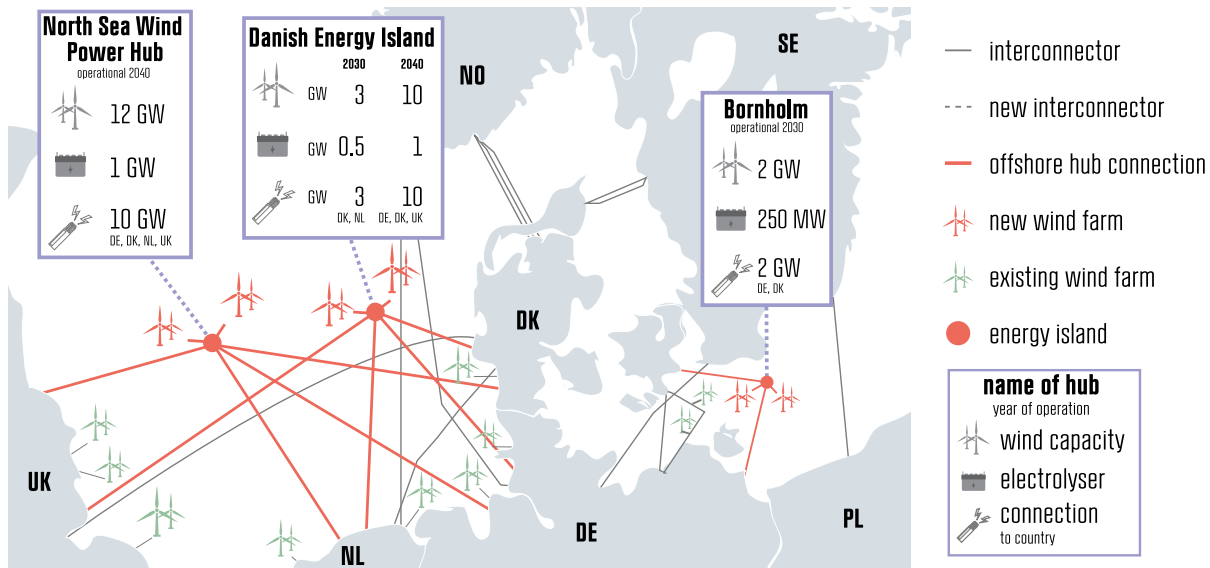 North Sea Wind
Power Hub
operational 2040
12 GW
1 GW
10 GW
DE, DK, NL, UK
Danish Energy Island
2030 2040
GW 3 10
GW 0.5 1
GW 3 10
DK, NL DE, DK, UK
NO
SE
Bornholm
operational 2030
2 GW
250 MW
2 GW
DE, DK
DK
UK
NL
DE
PL
interconnector
new interconnector
offshore hub connection
new wind farm
existing wind farm
energy island
name of hub
year of operation
wind capacity
electrolyser
connection
to country